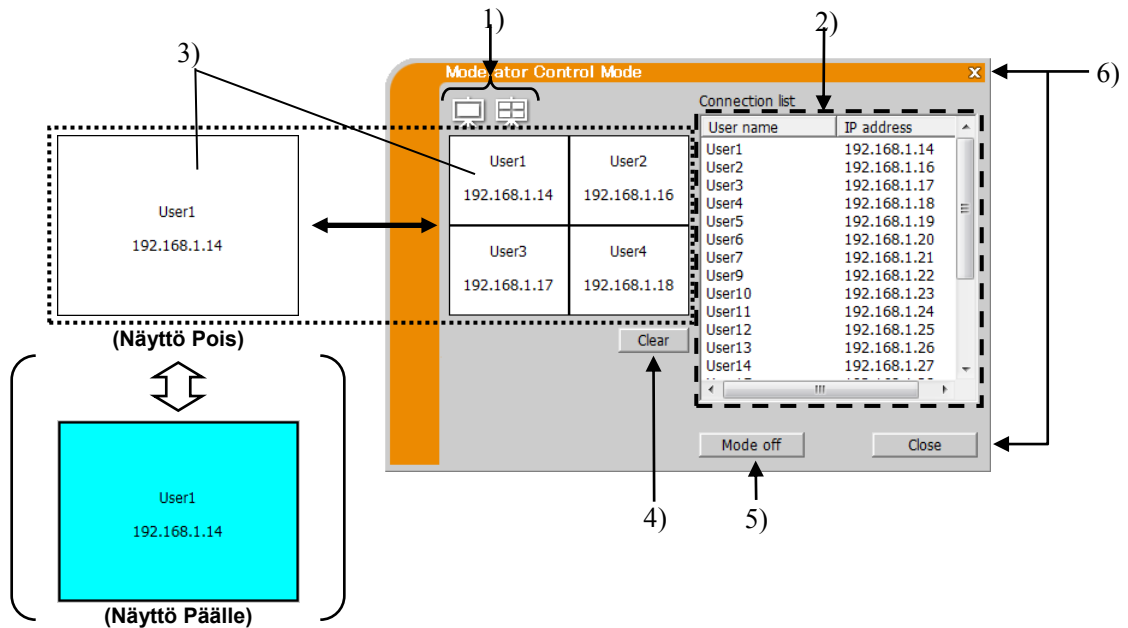 1)
2)
3)
6)
Moderator Control Mode
Connection list
User name IP address
User1 192.168.1.14
User2 192.168.1.16
User3 192.168.1.17
User4 192.168.1.18
User5 192.168.1.19
User6 192.168.1.20
User7 192.168.1.21
User9 192.168.1.22
User10 192.168.1.23
User11 192.168.1.24
User12 192.168.1.25
User13 192.168.1.26
User14 192.168.1.27
User1
192.168.1.14
User2
192.168.1.16
User3
192.168.1.17
User4
192.168.1.18
User1
192.168.1.14
(Näyttö Pois)
Clear
Mode off
Close
User1
192.168.1.14
(Näyttö Päälle)
4)
5)